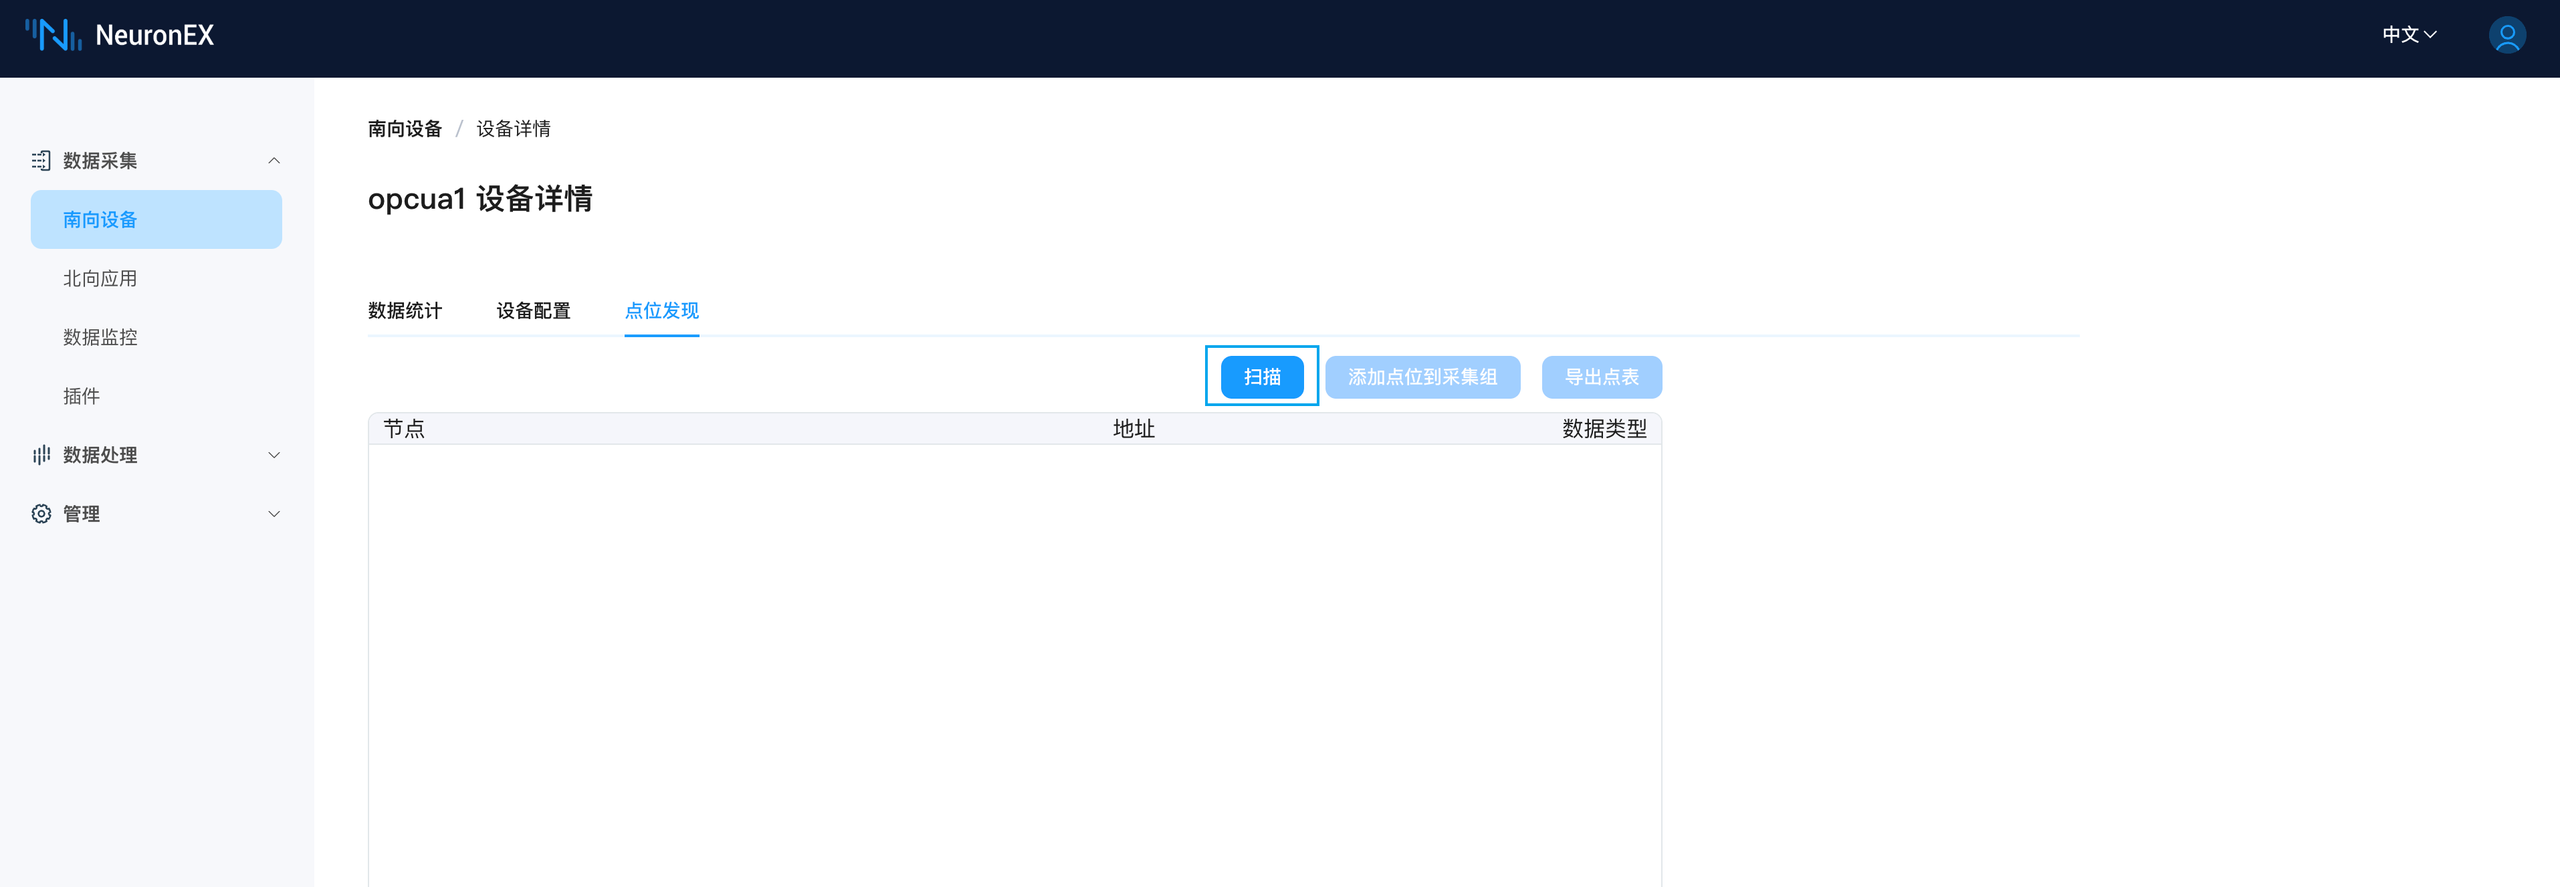 NeuronEX
中文
数据采集
南向设备
北向应用
数据监控
插件
数据处理
管理
南向设备 / 设备详情
opcua1 设备详情
数据统计 设备配置 点位发现
扫描 添加点位到采集组 导出点表
节点 地址 数据类型